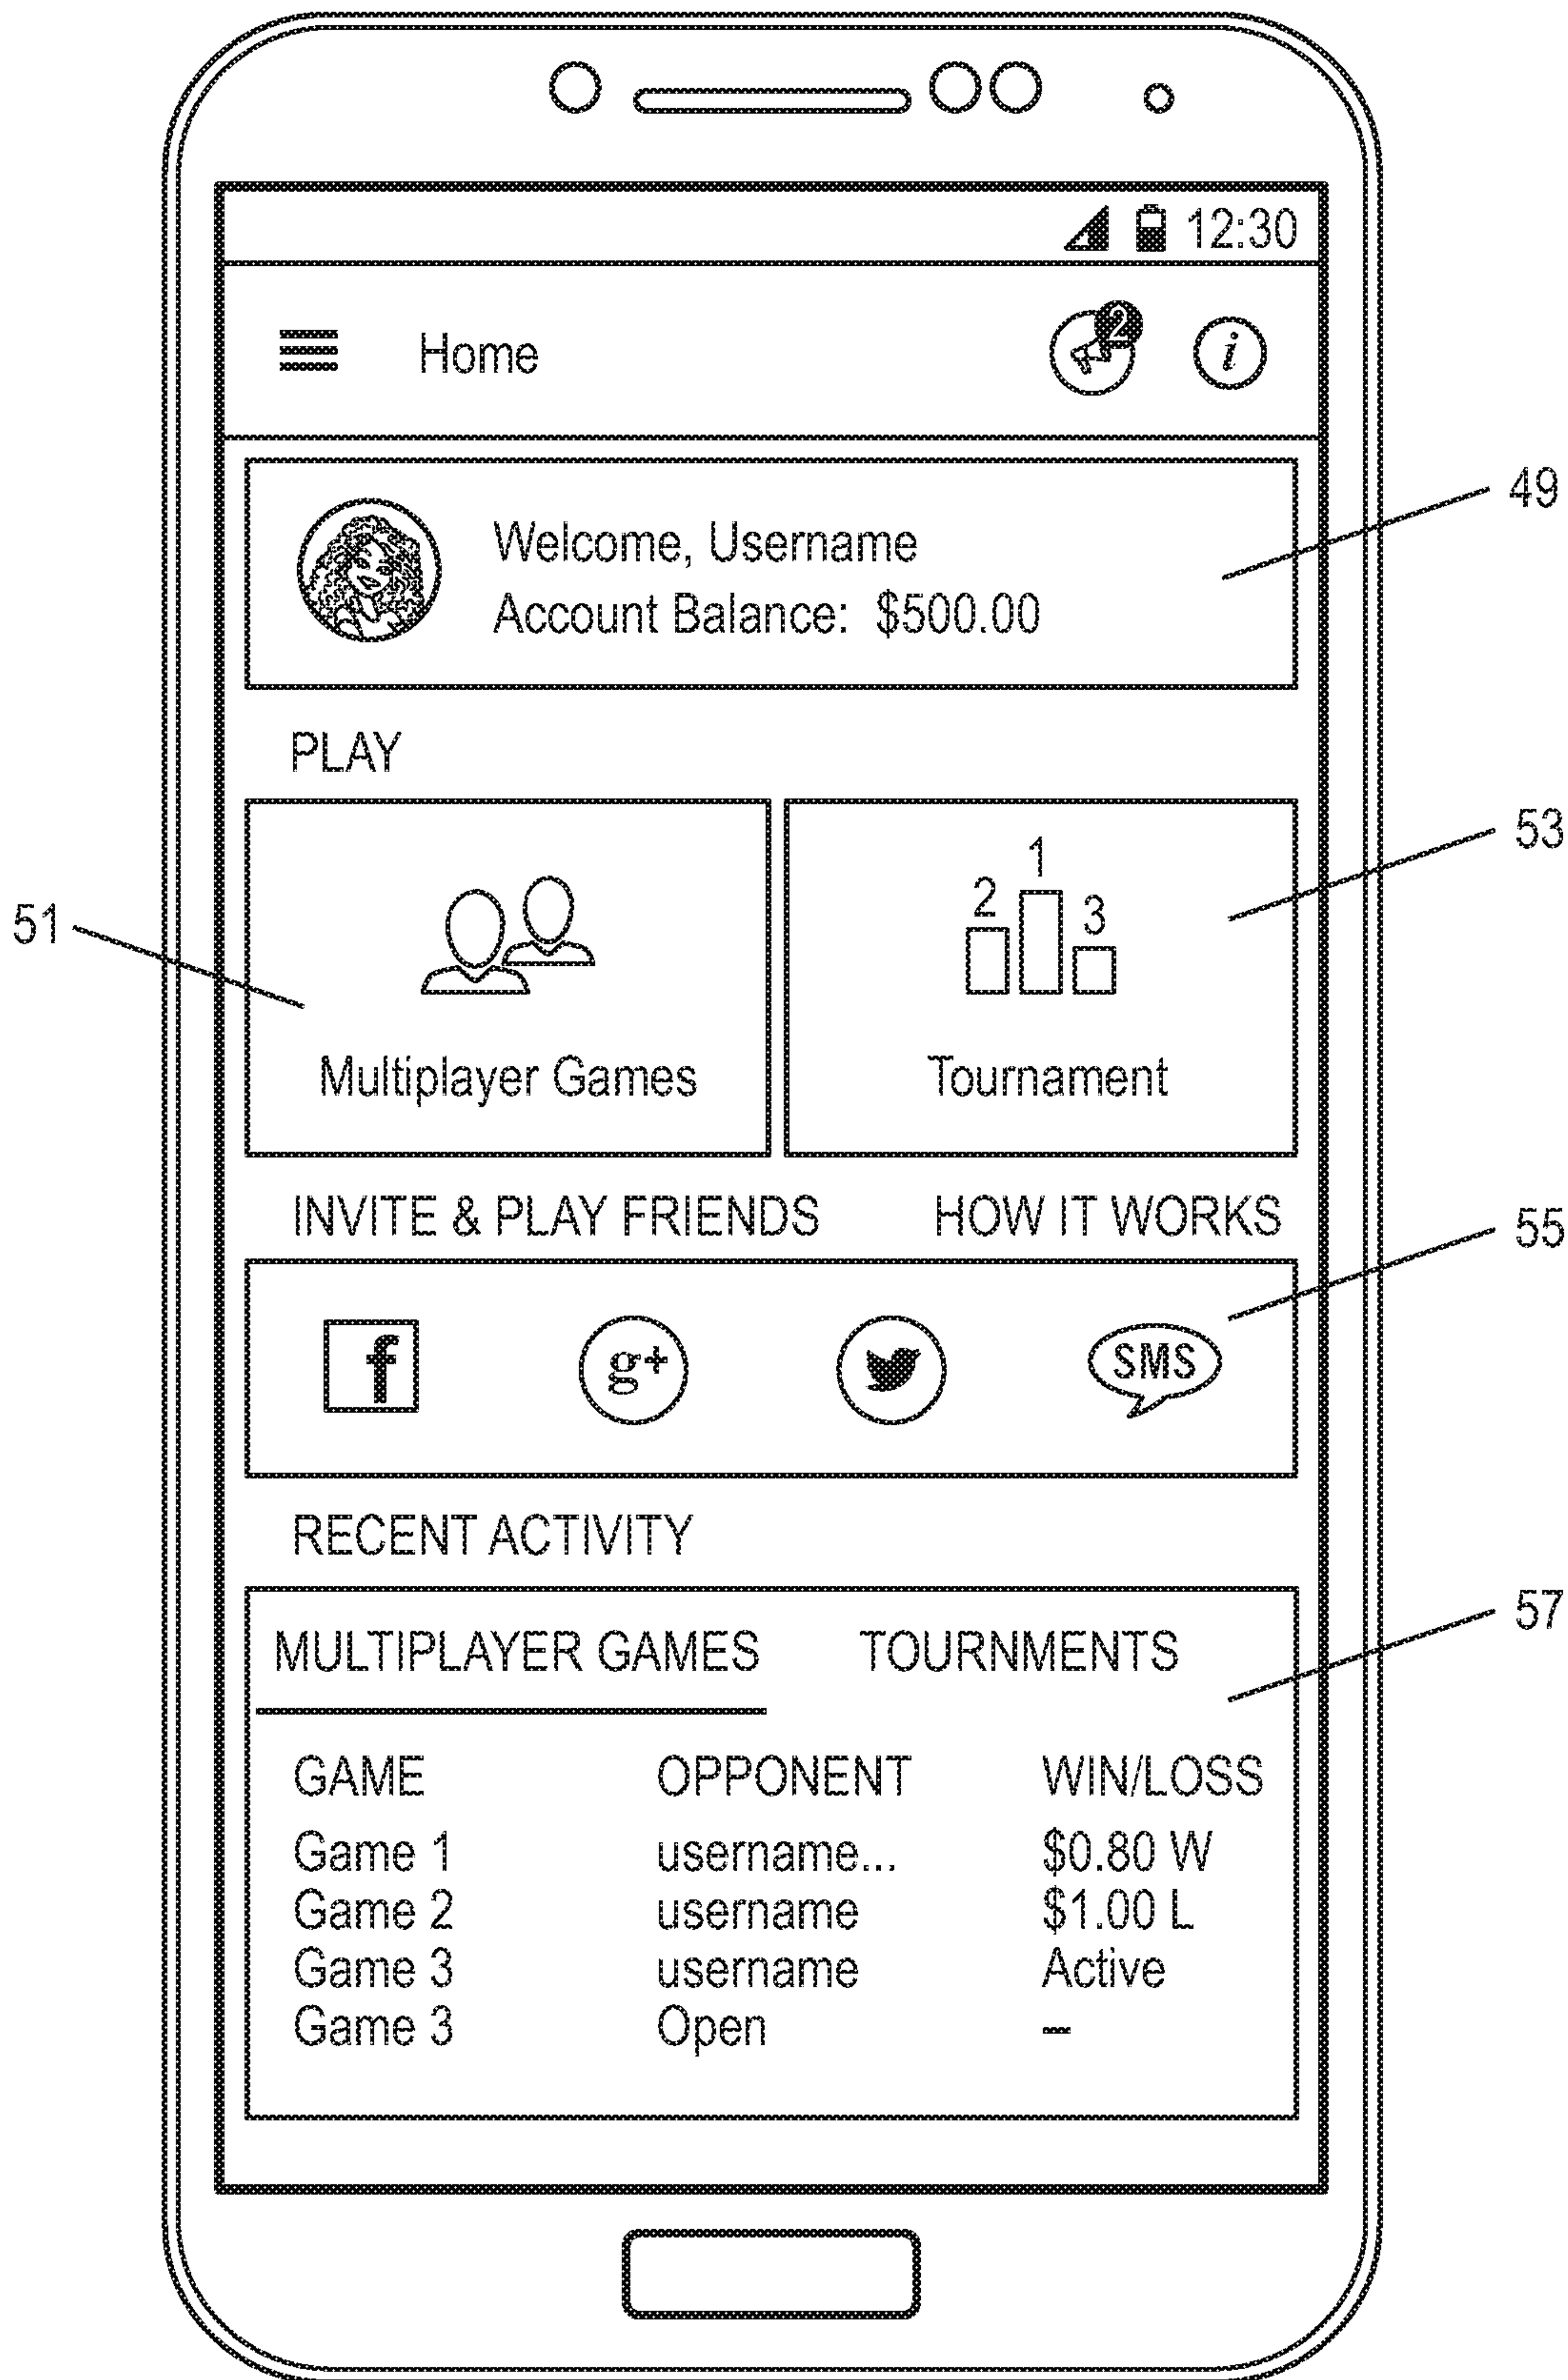 12:30
Home 2 i
49
Welcome, Username
Account Balance: $500.00
PLAY
53
1
2
3
51
Multiplayer Games Tournament
INVITE & PLAY FRIENDS HOW IT WORKS
55
f g+ SMS
RECENT ACTIVITY
57
MULTIPLAYER GAMES TOURNMENTS
GAME OPPONENT WIN/LOSS
Game 1 username... $0.80 W
Game 2 username $1.00 L
Game 3 username Active
Game 3 Open –